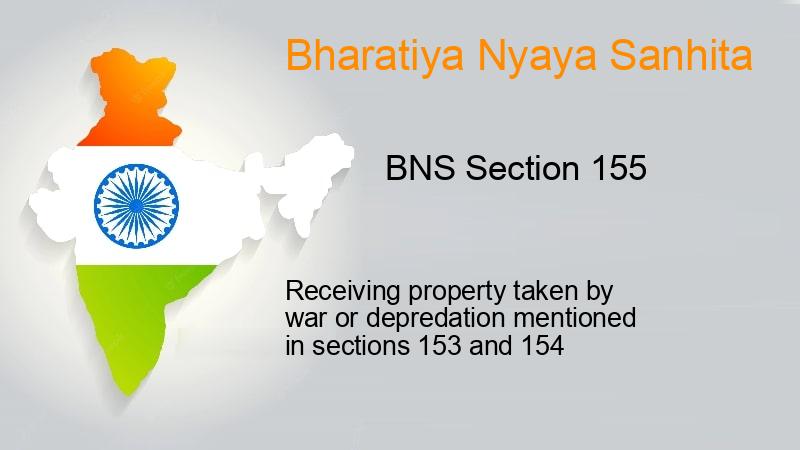 Bharatiya Nyaya Sanhita
BNS Section 155
Receiving property taken by
war or depredation mentioned
in sections 153 and 154